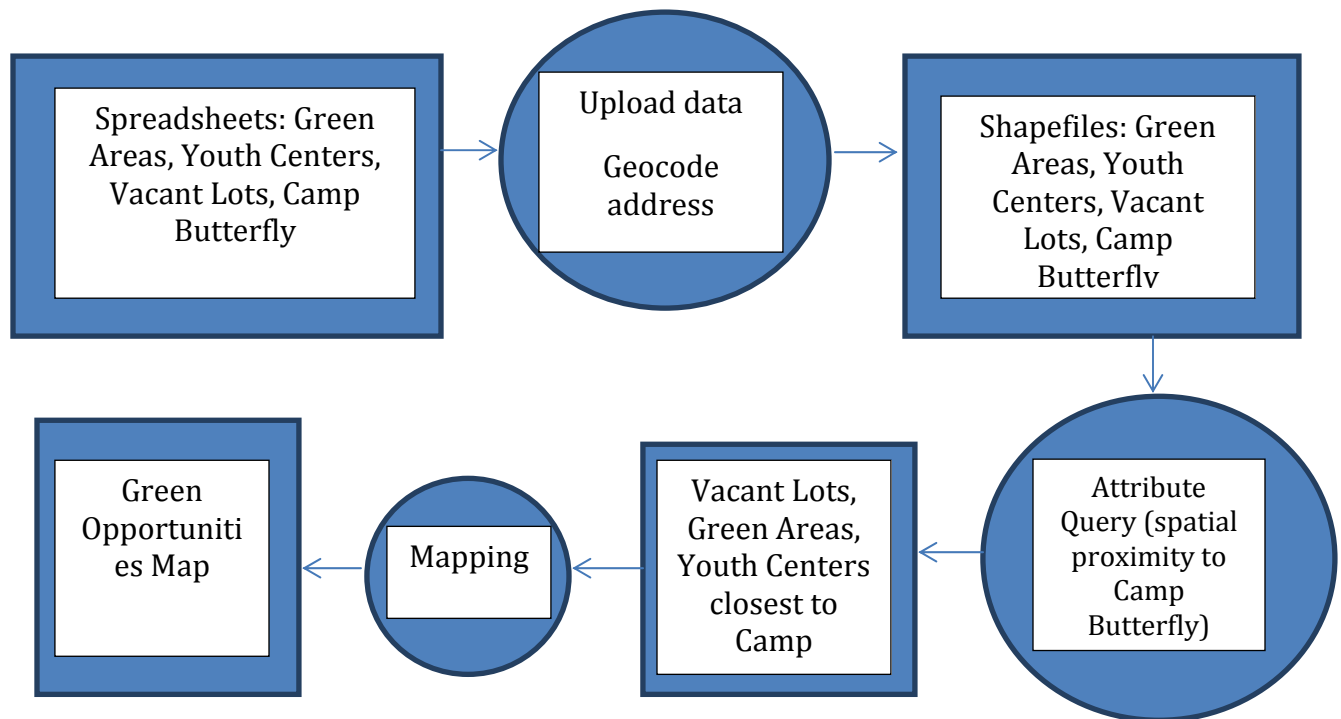 Spreadsheets: Green
Areas, Youth Centers,
Vacant Lots, Camp
Butterfly
Upload data
Geocode
address
Shapefiles: Green
Areas, Youth
Centers, Vacant
Lots, Camp
Butterfly
Attribute
Query (spatial
proximity to
Camp
Butterfly)
Vacant Lots,
Green Areas,
Youth Centers
closest to
Camp
Mapping
Green
Opportuniti
es Map